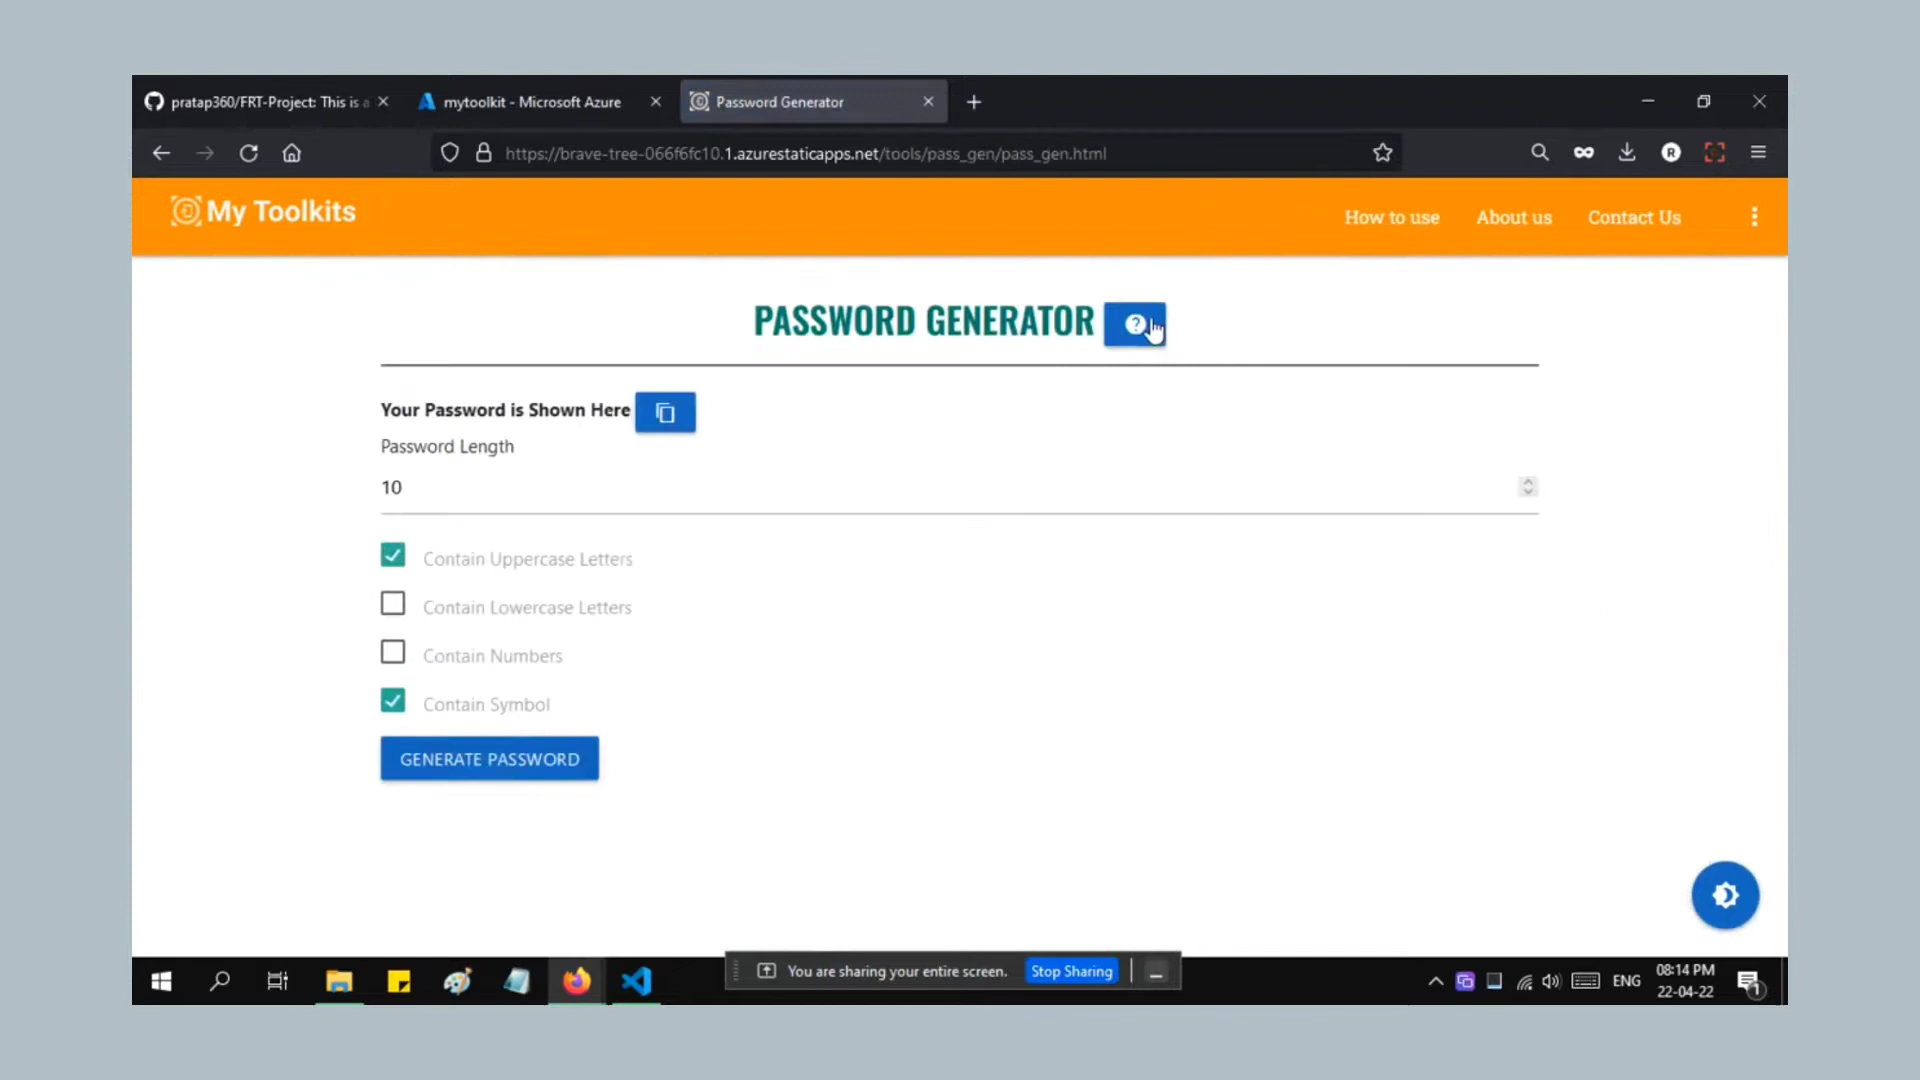 pratap360/FRT-Project: This is a
mytoolkit - Microsoft Azure
Password Generator
R
https://brave-tree-066f6fc10.1.azurestaticapps.net/tools/pass_gen/pass_gen.html
My Toolkits
How to use
About us
Contact Us
PASSWORD GENERATOR
?
Your Password is Shown Here
Password Length
10
Contain Uppercase Letters
Contain Lowercase Letters
Contain Numbers
Contain Symbol
GENERATE PASSWORD
You are sharing your entire screen.
Stop Sharing
ENG
08:14 PM
22-04-22
1